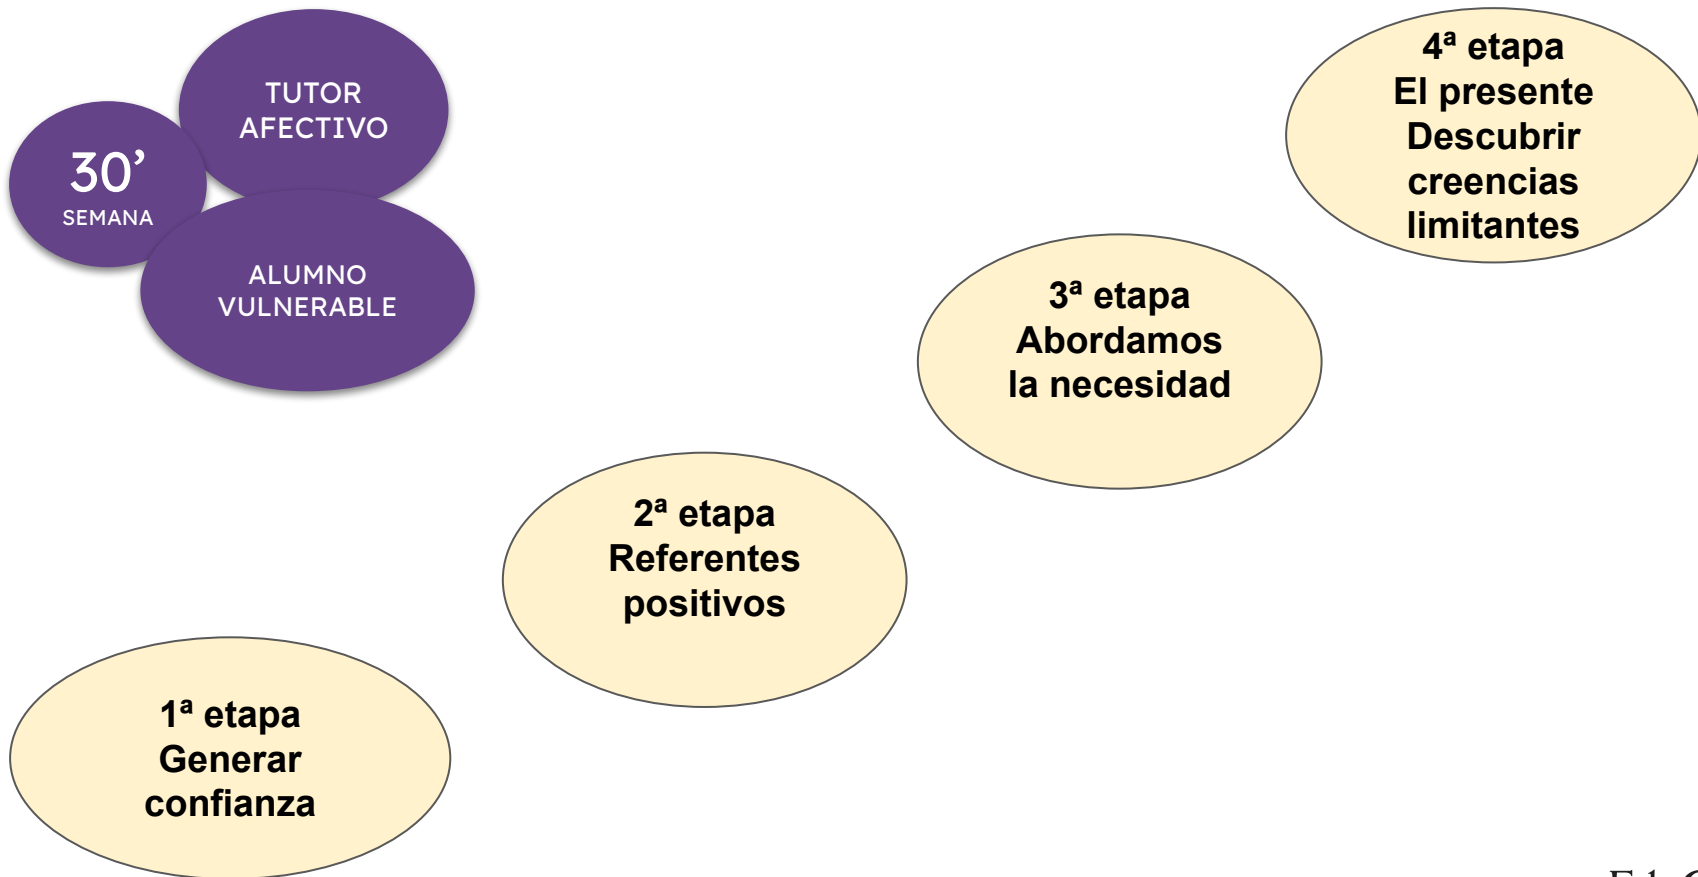 TUTOR
AFECTIVO
30’
SEMANA
ALUMNO
VULNERABLE
4ª etapa
El presente
Descubrir
creencias
limitantes
3ª etapa
Abordamos
la necesidad
2ª etapa
Referentes
positivos
1ª etapa
Generar
confianza